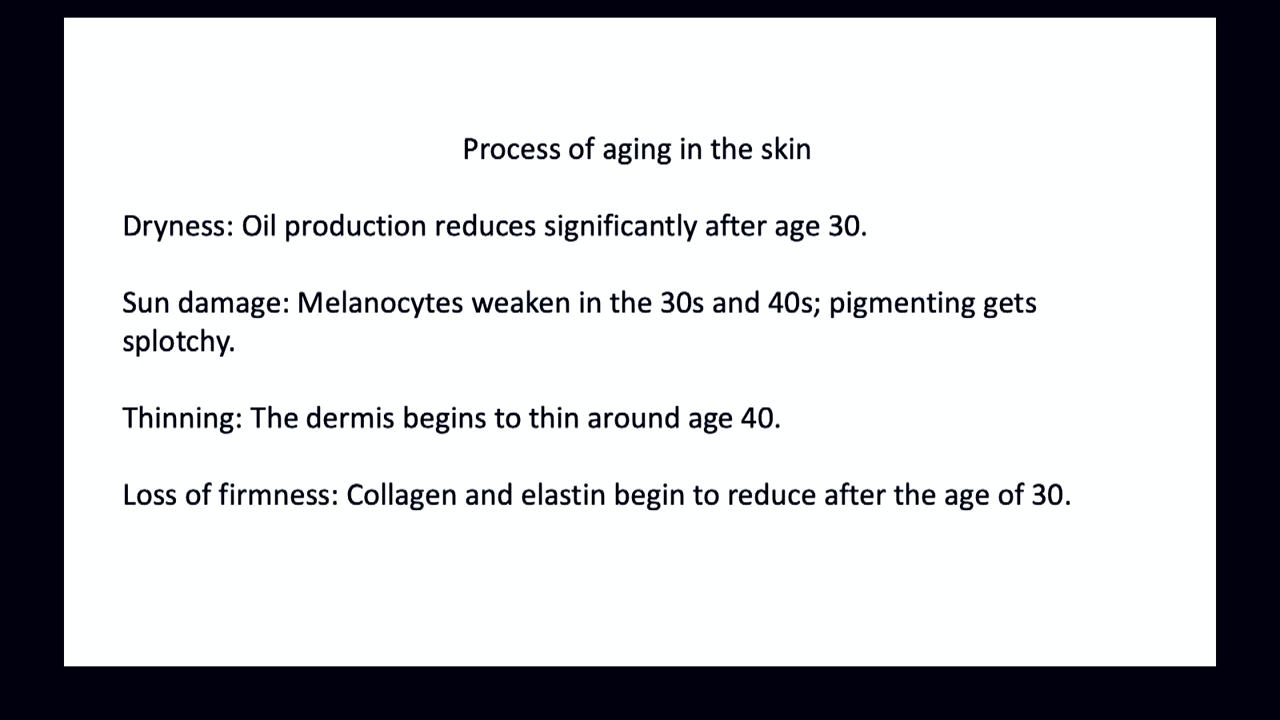 Process of aging in the skin
Dryness: Oil production reduces significantly after age 30.
Sun damage: Melanocytes weaken in the 30s and 40s; pigmenting gets
splotchy.
Thinning: The dermis begins to thin around age 40.
Loss of firmness: Collagen and elastin begin to reduce after the age of 30.